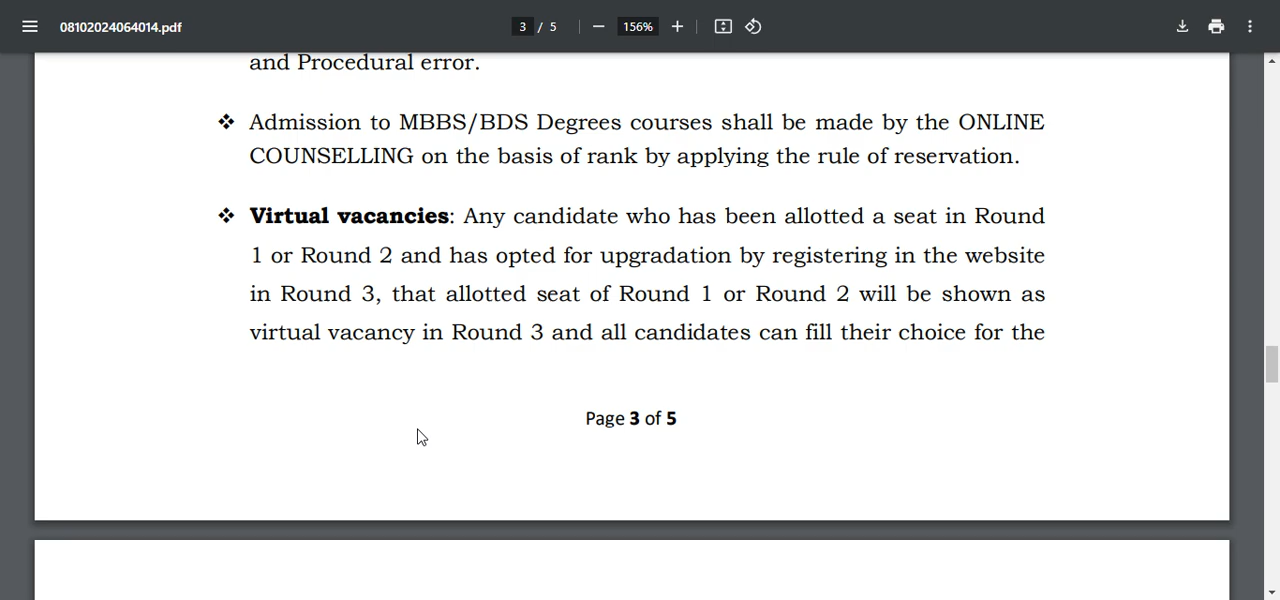 08102024064014.pdf
3 / 5
156%
and Procedural error.
❖ Admission to MBBS/BDS Degrees courses shall be made by the ONLINE
COUNSELLING on the basis of rank by applying the rule of reservation.
❖ Virtual vacancies: Any candidate who has been allotted a seat in Round
1 or Round 2 and has opted for upgradation by registering in the website
in Round 3, that allotted seat of Round 1 or Round 2 will be shown as
virtual vacancy in Round 3 and all candidates can fill their choice for the
Page 3 of 5